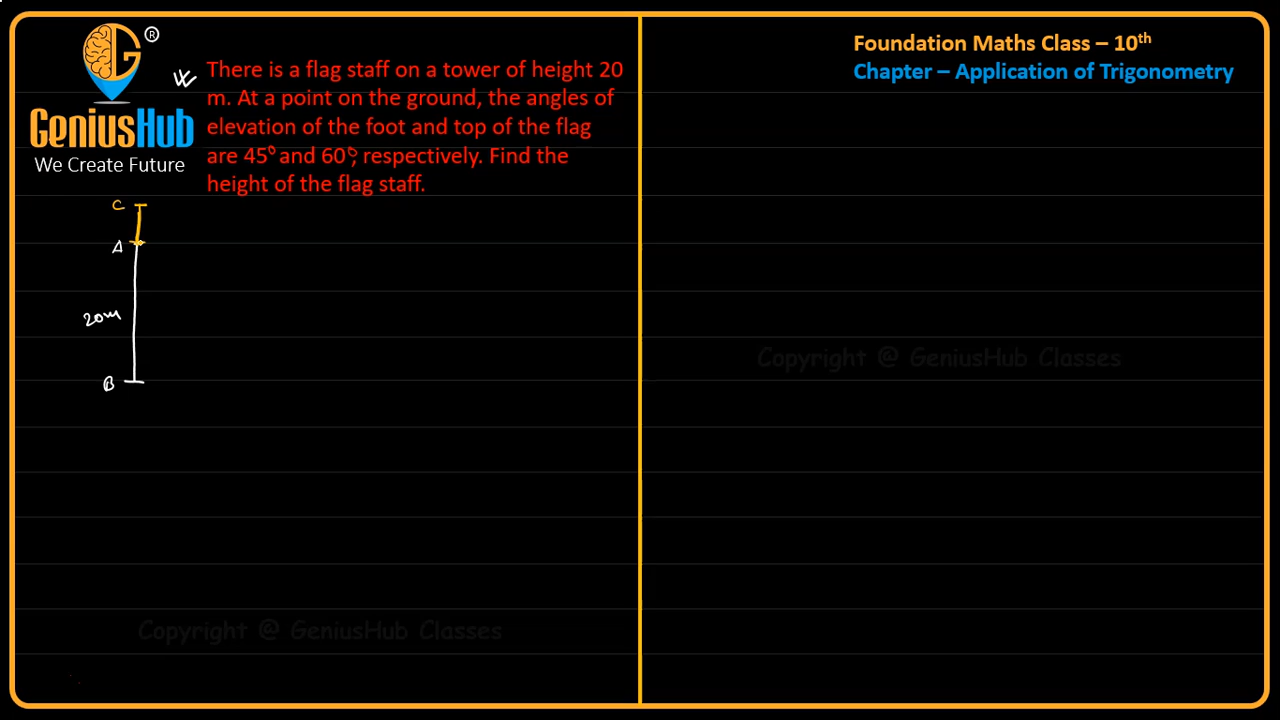 GENIUSHUB
We Create Future
®
There is a flag staff on a tower of height 20
m. At a point on the ground, the angles of
elevation of the foot and top of the flag
are 45° and 60°, respectively. Find the
height of the flag staff.
Foundation Maths Class – 10th
Chapter – Application of Trigonometry
C
A
20m
B
Copyright @ GeniusHub Classes
Copyright @ GeniusHub Classes